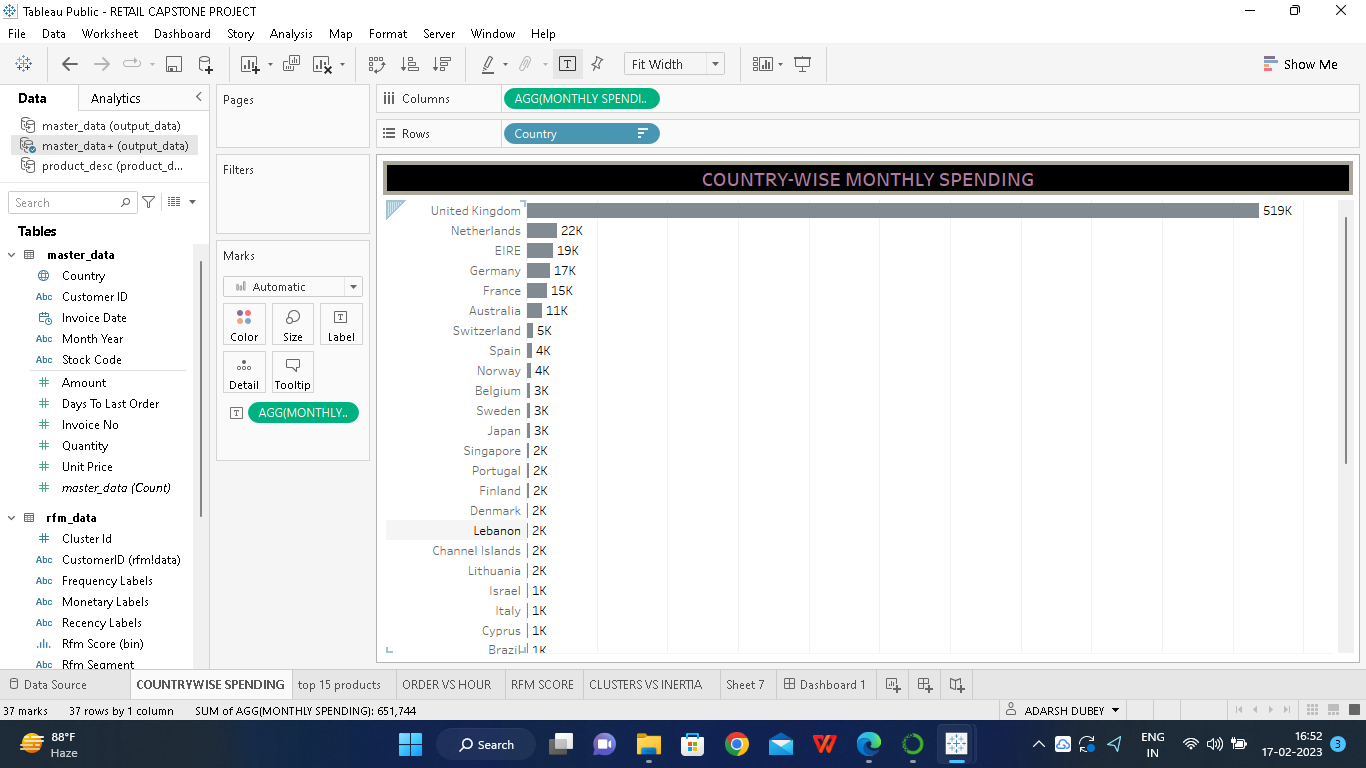 Tableau Public - RETAIL CAPSTONE PROJECT
File Data Worksheet Dashboard Story Analysis Map Format Server Window Help
Fit Width
Show Me
Data Analytics
master_data (output_data)
master_data+ (output_data)
product_desc (product_d...
Search
Tables
master_data
Country
Abc Customer ID
Invoice Date
Abc Month Year
Abc Stock Code
# Amount
# Days To Last Order
# Invoice No
# Quantity
# Unit Price
# master_data (Count)
rfm_data
# Cluster Id
Abc CustomerID (rfm!data)
Abc Frequency Labels
Abc Monetary Labels
Abc Recency Labels
Rfm Score (bin)
Abc Rfm Segment
Pages
Filters
Marks
Automatic
Color Size Label
Detail Tooltip
AGG(MONTHLY..
Columns AGG(MONTHLY SPENDI..
Rows Country
COUNTRY-WISE MONTHLY SPENDING
United Kingdom 519K
Netherlands 22K
EIRE 19K
Germany 17K
France 15K
Australia 11K
Switzerland 5K
Spain 4K
Norway 4K
Belgium 3K
Sweden 3K
Japan 3K
Singapore 2K
Portugal 2K
Finland 2K
Denmark 2K
Lebanon 2K
Channel Islands 2K
Lithuania 2K
Israel 1K
Italy 1K
Cyprus 1K
Brazil 1K
Data Source COUNTRYWISE SPENDING top 15 products ORDER VS HOUR RFM SCORE CLUSTERS VS INERTIA Sheet 7 Dashboard 1
37 marks 37 rows by 1 column SUM of AGG(MONTHLY SPENDING): 651,744 ADARSH DUBEY
88°F
Haze
Search
ENG
IN
16:52
17-02-2023
3